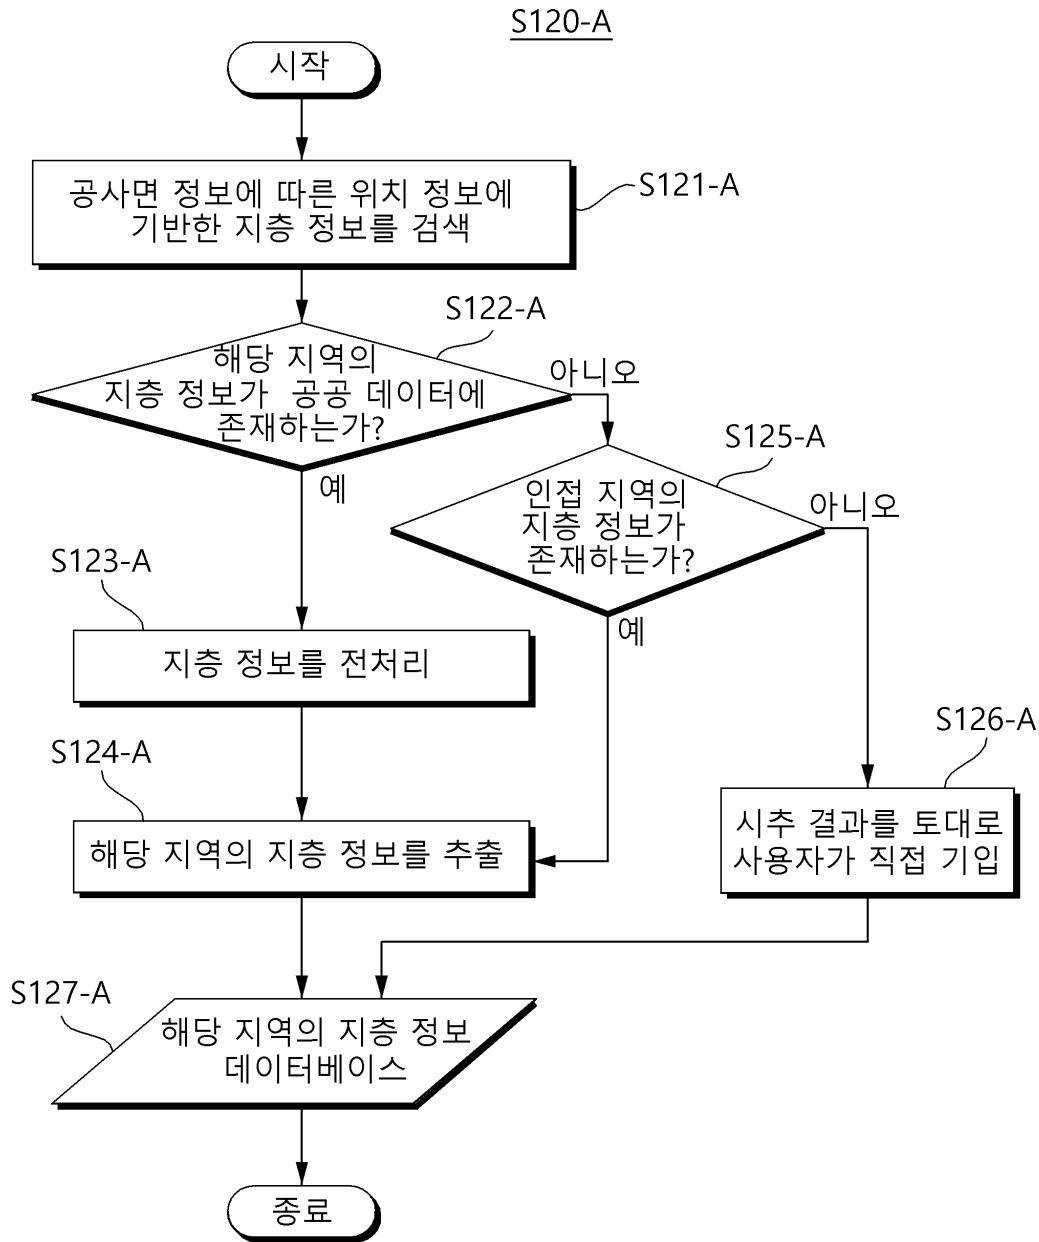 S120-A
시작
공사면 정보에 따른 위치 정보에
기반한 지층 정보를 검색
S121-A
S122-A
해당 지역의
지층 정보가 공공 데이터에
존재하는가?
아니오
예
S125-A
인접 지역의
지층 정보가
존재하는가?
아니오
예
S123-A
지층 정보를 전처리
S124-A
해당 지역의 지층 정보를 추출
S126-A
시추 결과를 토대로
사용자가 직접 기입
S127-A
해당 지역의 지층 정보
데이터베이스
종료